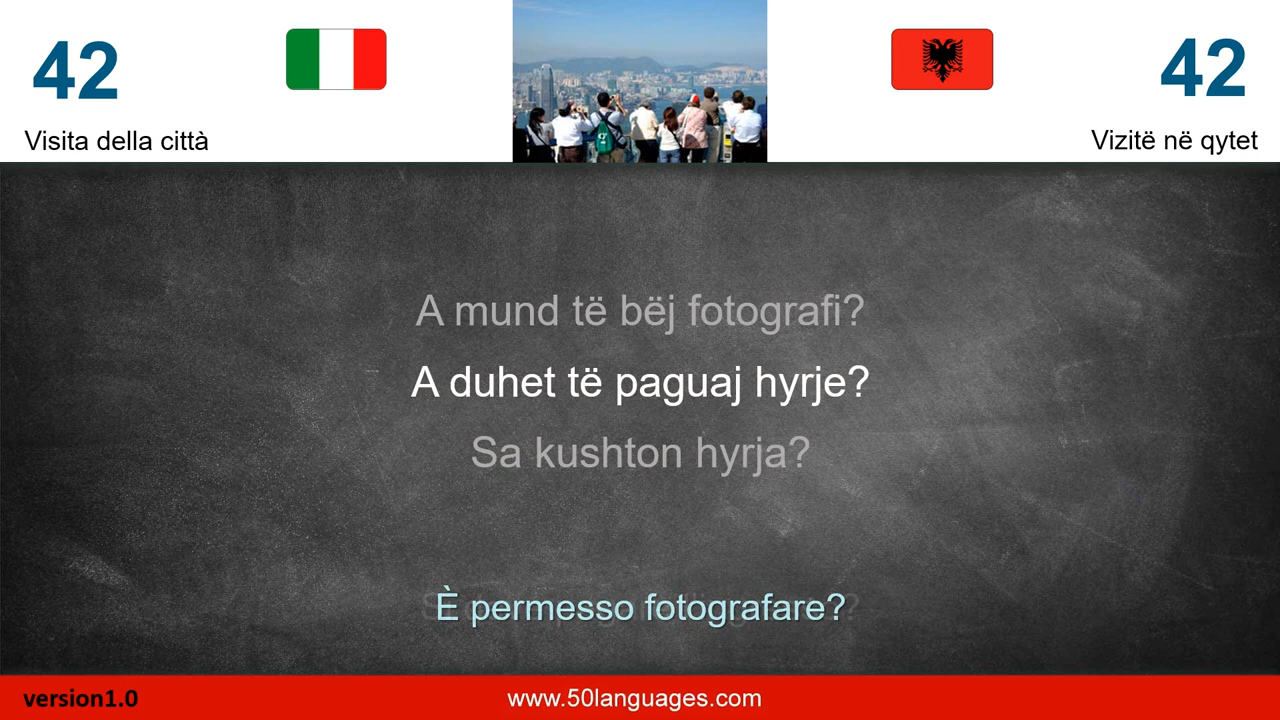 42
42
Visita della città
Vizitë në qytet
A mund të bëj fotografi?
A duhet të paguaj hyrje?
Sa kushton hyrja?
È permesso fotografare?
version1.0
www.50languages.com